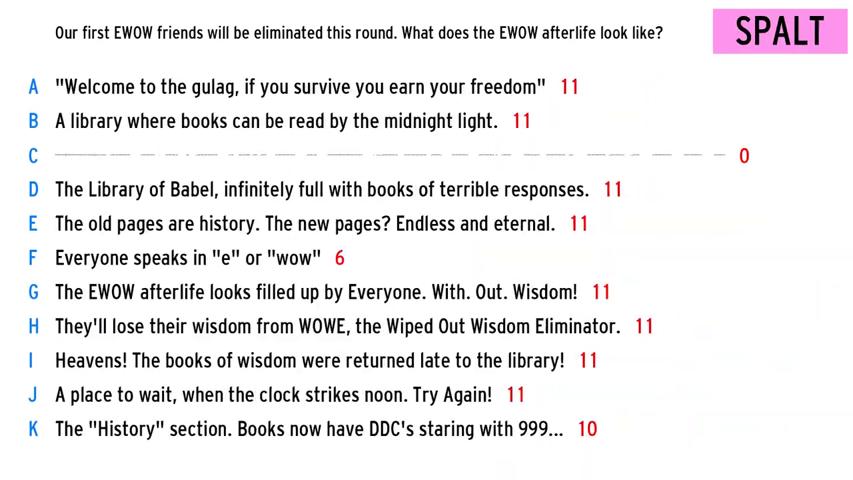 Our first EWOW friends will be eliminated this round. What does the EWOW afterlife look like?
SPALT
A "Welcome to the gulag, if you survive you earn your freedom" 11
B A library where books can be read by the midnight light. 11
C 0
D The Library of Babel, infinitely full with books of terrible responses. 11
E The old pages are history. The new pages? Endless and eternal. 11
F Everyone speaks in "e" or "wow" 6
G The EWOW afterlife looks filled up by Everyone. With. Out. Wisdom! 11
H They'll lose their wisdom from WOWE, the Wiped Out Wisdom Eliminator. 11
I Heavens! The books of wisdom were returned late to the library! 11
J A place to wait, when the clock strikes noon. Try Again! 11
K The "History" section. Books now have DDC's staring with 999... 10